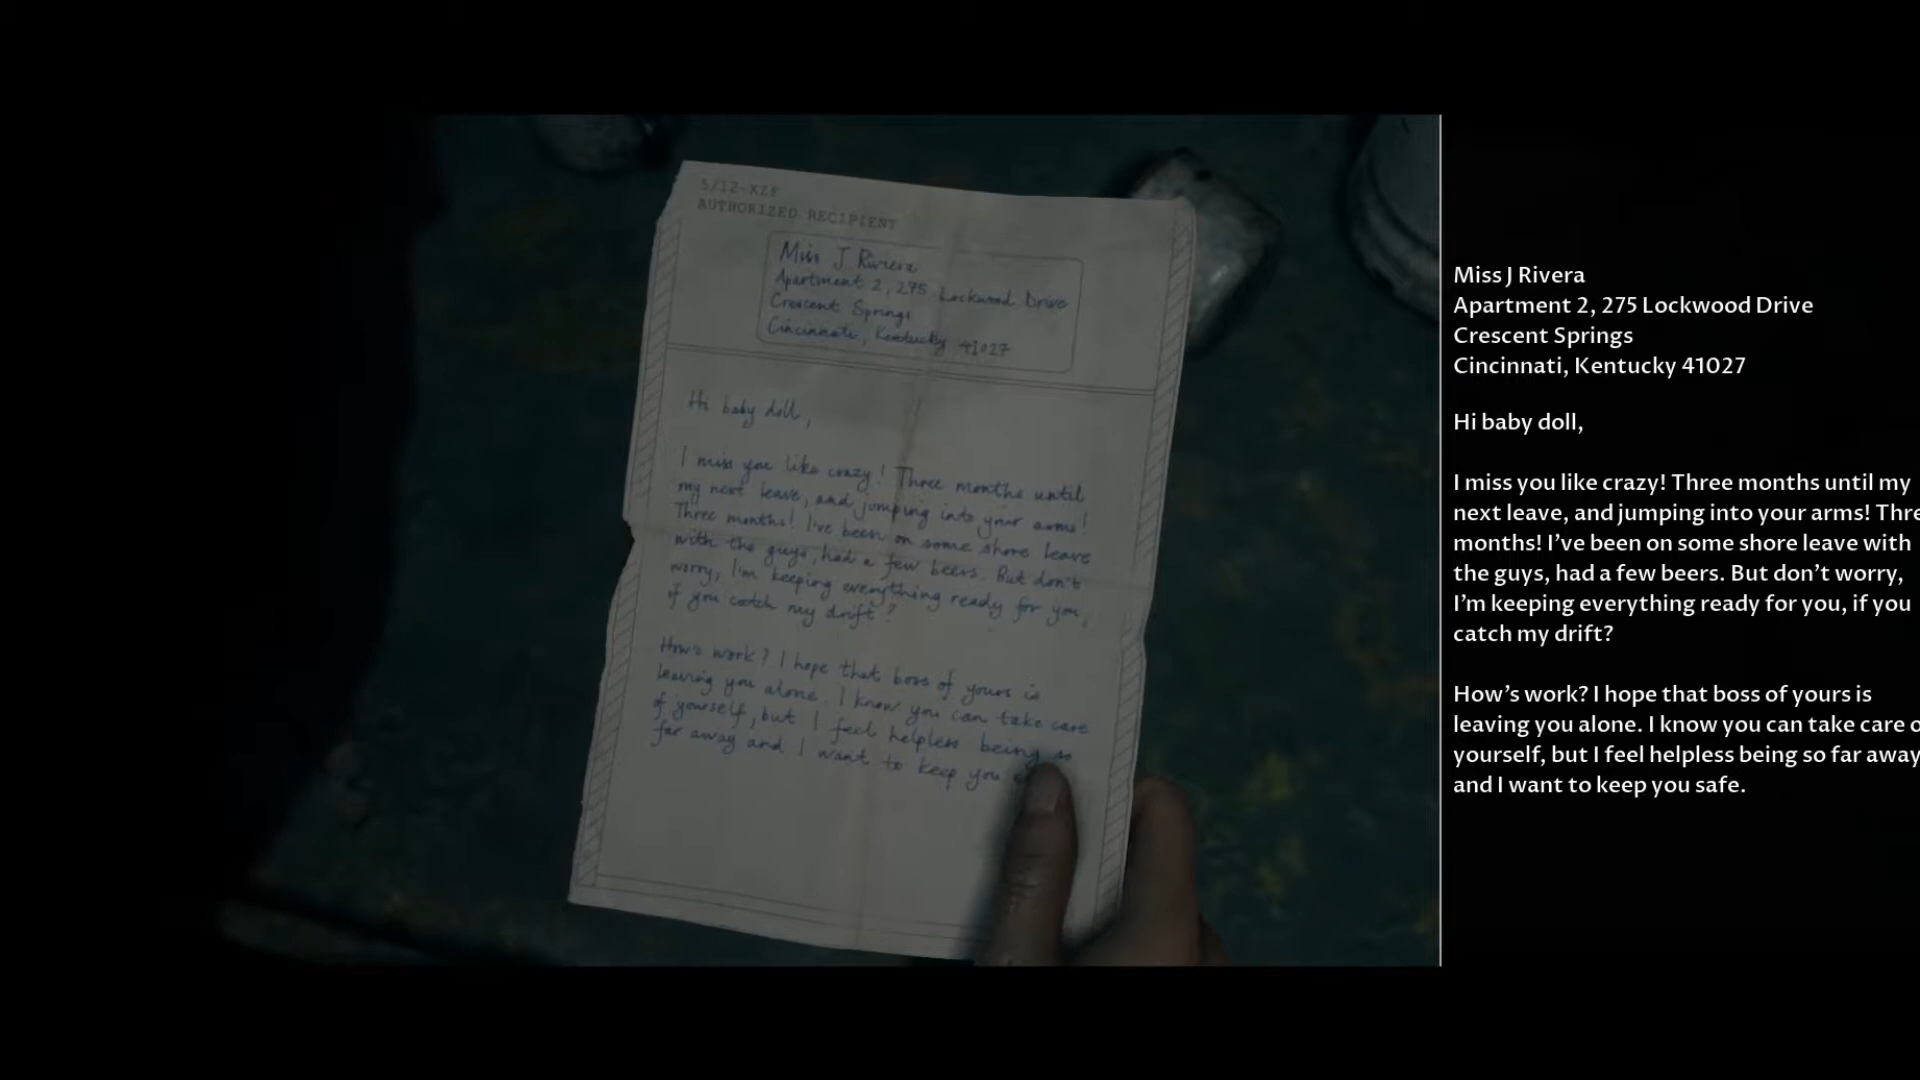 5/12-XZF
AUTHORIZED RECIPIENT
Miss J Rivera
Apartment 2, 275 Lockwood Drive
Crescent Springs
Cincinnati, Kentucky 41027
Hi baby doll,
I miss you like crazy! Three months until
my next leave, and jumping into your arms!
Three months! I've been on some shore leave
with the guys, had a few beers. But don't
worry, I'm keeping everything ready for you,
if you catch my drift?
How's work? I hope that boss of yours is
leaving you alone. I know you can take care
of yourself, but I feel helpless being so
far away and I want to keep you
Miss J Rivera
Apartment 2, 275 Lockwood Drive
Crescent Springs
Cincinnati, Kentucky 41027
Hi baby doll,
I miss you like crazy! Three months until my
next leave, and jumping into your arms! Thre
months! I've been on some shore leave with
the guys, had a few beers. But don't worry,
I'm keeping everything ready for you, if you
catch my drift?
How's work? I hope that boss of yours is
leaving you alone. I know you can take care o
yourself, but I feel helpless being so far away
and I want to keep you safe.